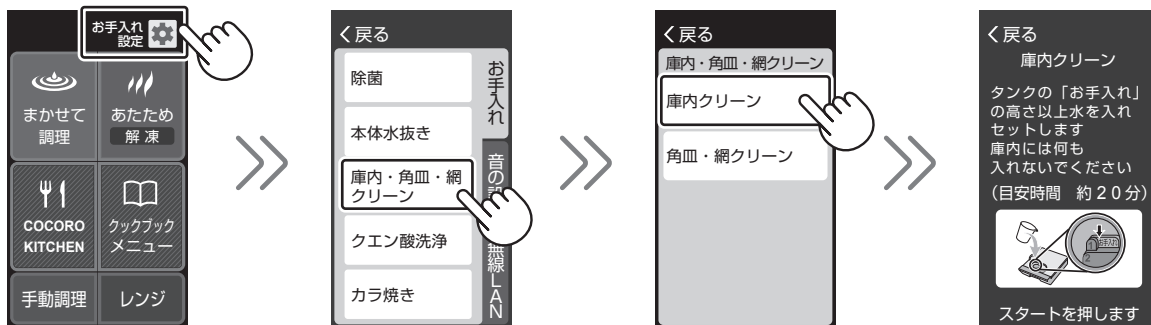 お手入れ
設定
まかせて
調理
あたため
解 凍
COCORO
KITCHEN
クックブック
メニュー
手動調理
レンジ
戻る
除菌
本体水抜き
庫内・角皿・網
クリーン
クエン酸洗浄
カラ焼き
お手入れ
音の設
無線LAN
戻る
庫内・角皿・網クリーン
庫内クリーン
角皿・網クリーン
戻る
庫内クリーン
タンクの「お手入れ」
の高さ以上水を入れ
セットします
庫内には何も
入れないでください
(目安時間 約20分)
1
お手入れ
2
スタートを押します